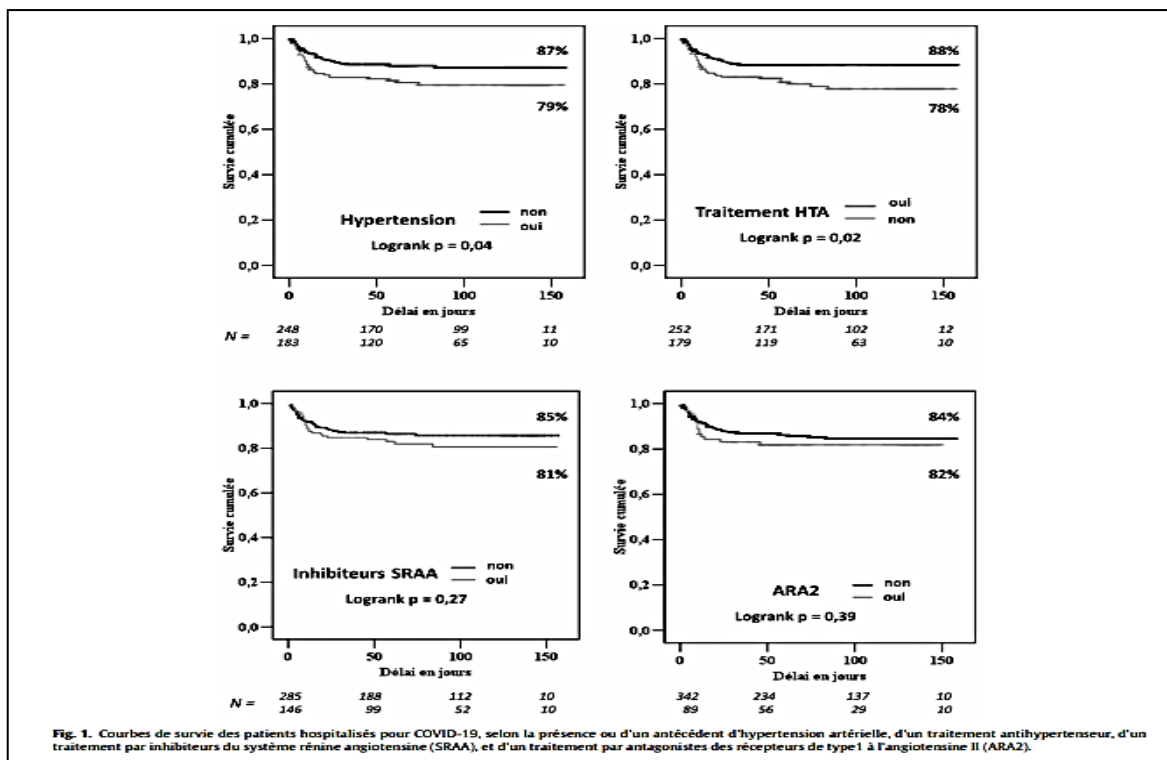 1,0
0,8
0,6
0,4
0,2
0,0
Survie cumulée
87%
79%
Hypertension
non
oui
Logrank p = 0,04
0 50 100 150
Délai en jours
N =
248 170 99 11
183 120 65 10
1,0
0,8
0,6
0,4
0,2
0,0
Survie cumulée
88%
78%
Traitement HTA
oui
non
Logrank p = 0,02
0 50 100 150
Délai en jours
252 171 102 12
179 119 63 10
1,0
0,8
0,6
0,4
0,2
0,0
Survie cumulée
85%
81%
Inhibiteurs SRAA
non
oui
Logrank p = 0,27
0 50 100 150
Délai en jours
N =
285 188 112 10
146 99 52 10
1,0
0,8
0,6
0,4
0,2
0,0
Survie cumulée
84%
82%
ARA2
non
oui
Logrank p = 0,39
0 50 100 150
Délai en jours
342 234 137 10
89 56 29 10
Fig. 1. Courbes de survie des patients hospitalisés pour COVID-19, selon la présence ou d'un antécédent d'hypertension artérielle, d'un traitement antihypertenseur, d'un
traitement par inhibiteurs du système rénine angiotensine (SRAA), et d'un traitement par antagonistes des récepteurs de type1 à l'angiotensine II (ARA2).